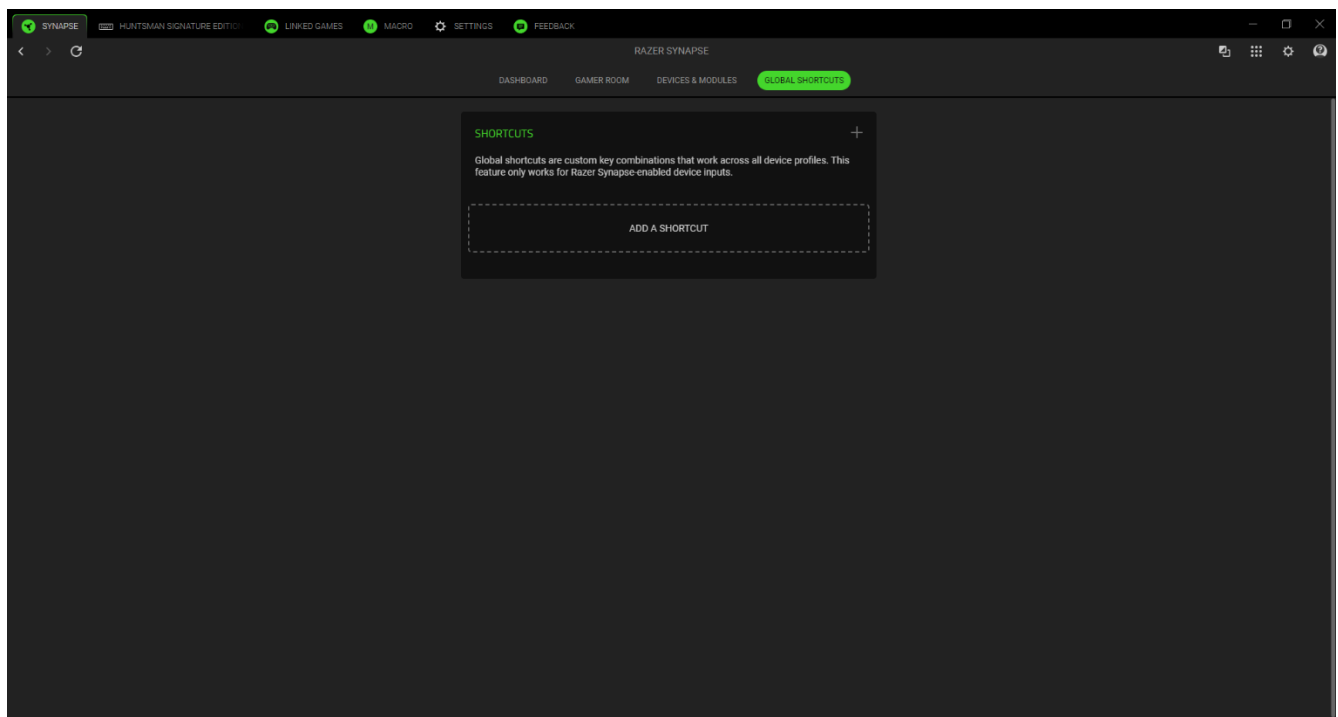 SYNAPSE HUNTSMAN SIGNATURE EDITIO LINKED GAMES M MACRO SETTINGS FEEDBACK
RAZER SYNAPSE
DASHBOARD GAMER ROOM DEVICES & MODULES GLOBAL SHORTCUTS
SHORTCUTS
Global shortcuts are custom key combinations that work across all device profiles. This
feature only works for Razer Synapse-enabled device inputs.
ADD A SHORTCUT